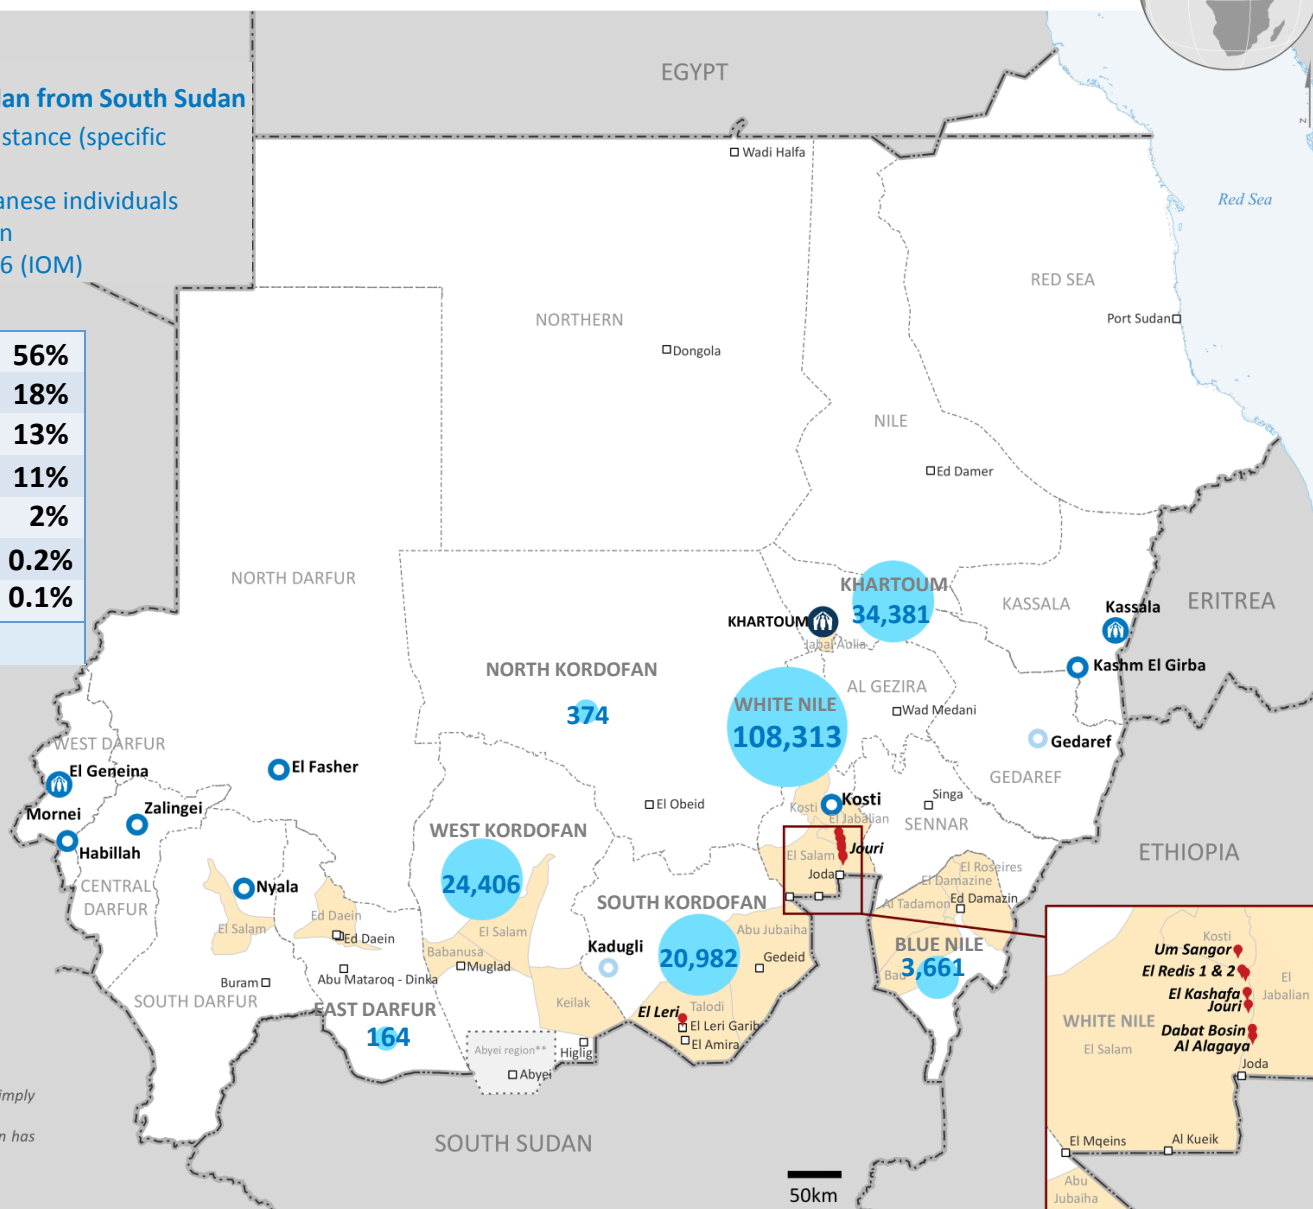 EGYPT
lan from South Sudan
stance (specific
anese individuals
n
6 (IOM)
56%
18%
13%
11%
2%
0.2%
0.1%
Wadi Halfa
Red Sea
RED SEA
Port Sudan
NORTHERN
Dongola
NILE
Ed Damer
NORTH DARFUR
KHARTOUM
34,381
KHARTOUM
Jabal Aulia
KASSALA
Kassala
ERITREA
Kashm El Girba
NORTH KORDOFAN
374
WHITE NILE
108,313
AL GEZIRA
Wad Medani
Gedaref
GEDAREF
WEST DARFUR
El Geneina
El Fasher
Mornei
Zalingei
Habillah
El Obeid
Kosti
Kosti
El Jabalian
Singa
SENNAR
WEST KORDOFAN
24,406
El Salam
Jouri
Joda
ETHIOPIA
CENTRAL
DARFUR
Nyala
El Salam
Ed Daein
Ed Daein
El Salam
Babanusa
Muglad
SOUTH KORDOFAN
20,982
Abu Jubaiha
Gedeid
Kadugli
El Roseires
El Damazine
Al Tadamon
Ed Damazin
BLUE NILE
3,661
Bau
Buram
Abu Mataroq - Dinka
SOUTH DARFUR
EAST DARFUR
164
Keilak
El Leri
Talodi
El Leri Garib
El Amira
Abyei region**
Higlig
Abyei
Kosti
Um Sangor
El Redis 1 & 2
El Kashafa
Jouri
El
Jabalian
WHITE NILE
Dabat Bosin
Al Alagaya
El Salam
Joda
El Mqeins
Al Kueik
Abu
Jubaiha
imply
n has
SOUTH SUDAN
50km